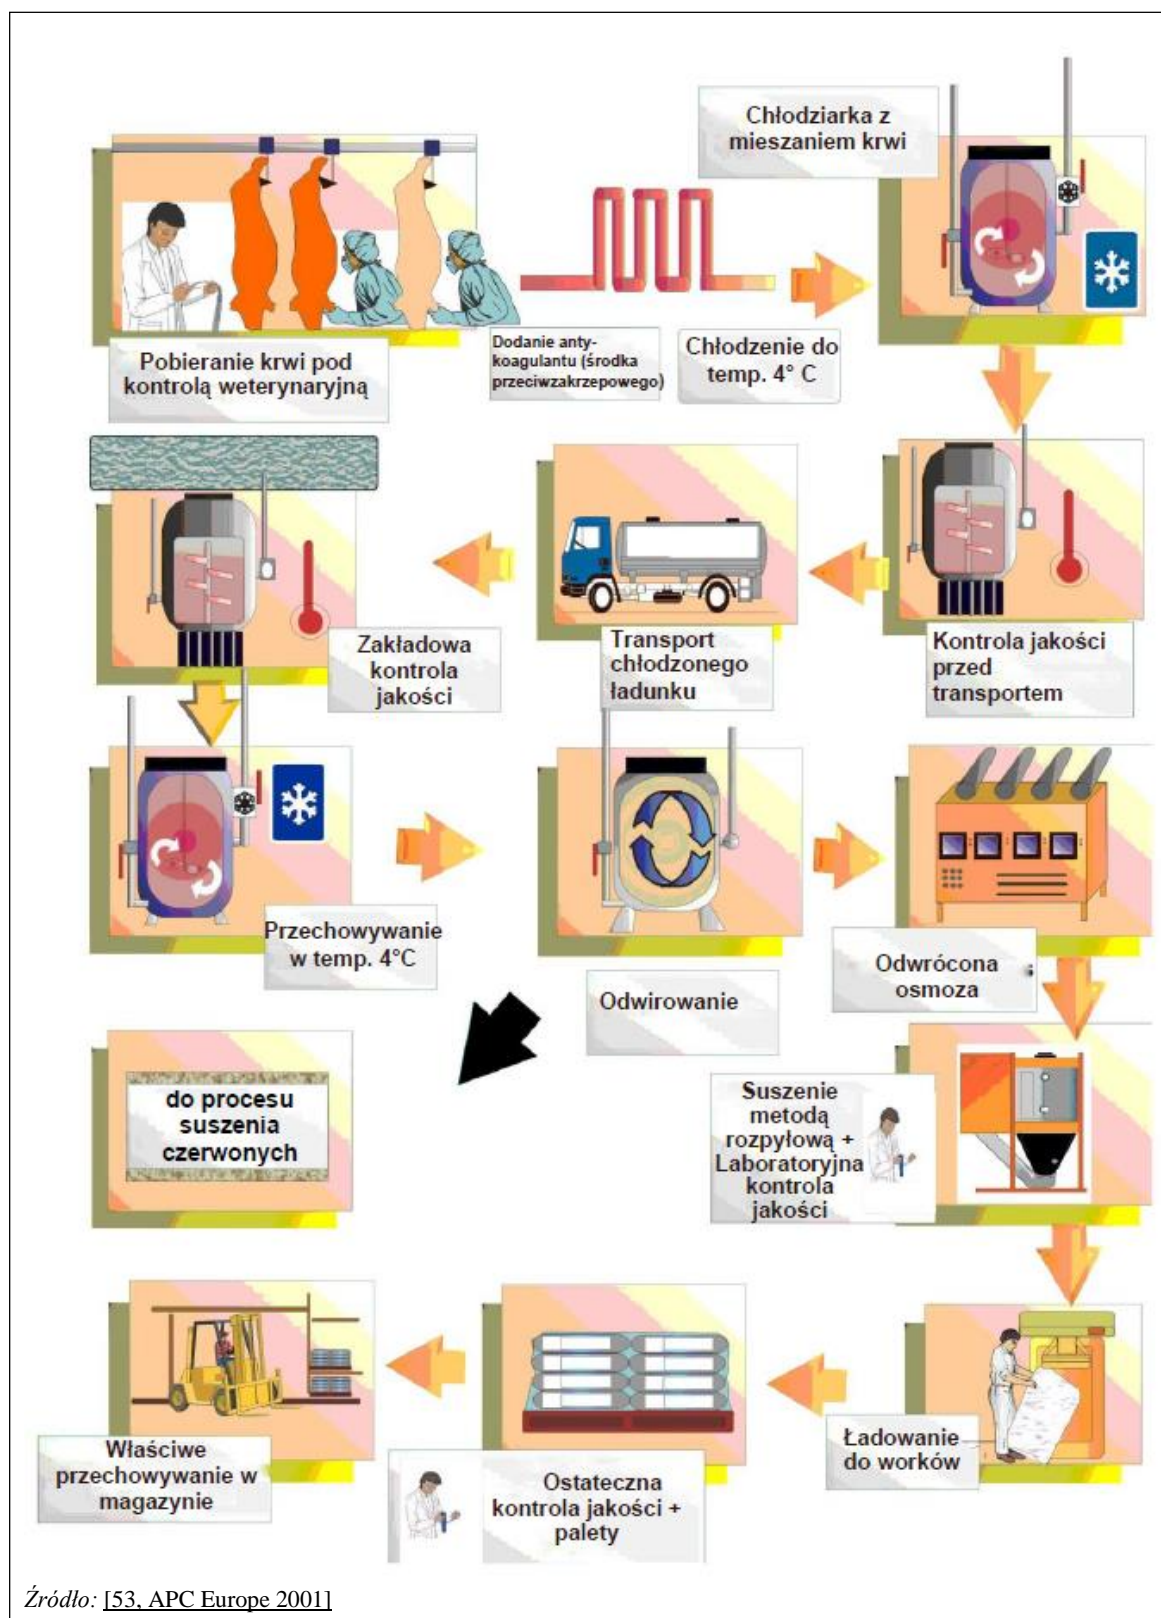 Chłodziarka z
mieszaniem krwi
Pobieranie krwi pod
kontrolą weterynaryjną
Dodanie anty-
koagulantu (środka
przeciwzakrzepowego)
Chłodzenie do
temp. 4° C
Kontrola jakości
przed
transportem
Transport
chłodzonego
ładunku
Zakładowa
kontrola
jakości
Przechowywanie
w temp. 4°C
Odwirowanie
Odwrócona
osmoza
do procesu
suszenia
czerwonych
Suszenie
metodą
rozpyłową +
Laboratoryjna
kontrola
jakości
Ładowanie
do worków
Ostateczna
kontrola jakości +
palety
Właściwe
przechowywanie w
magazynie
Źródło: [53, APC Europe 2001]